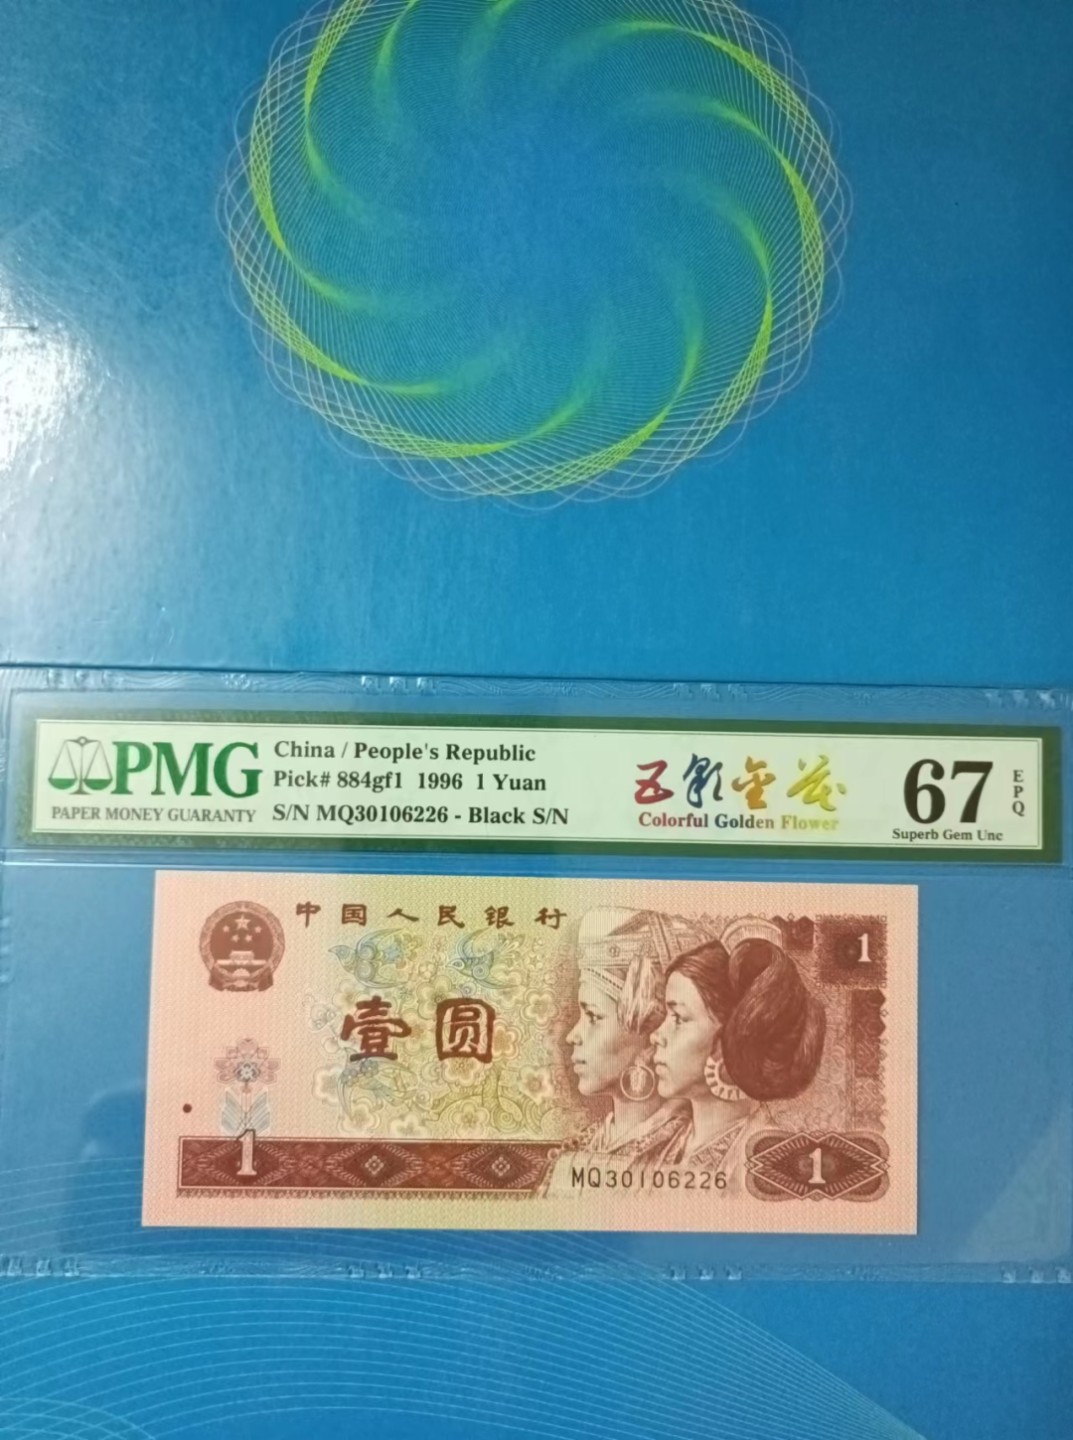 PMG
PAPER MONEY GUARANTY
China / People's Republic
Pick# 884gf1 1996 1 Yuan
S/N MQ30106226 - Black S/N
五彩金花
Colorful Golden Flower
67
EPQ
Superb Gem Unc
中国人民银行
壹圆
1
1
MQ30106226
1